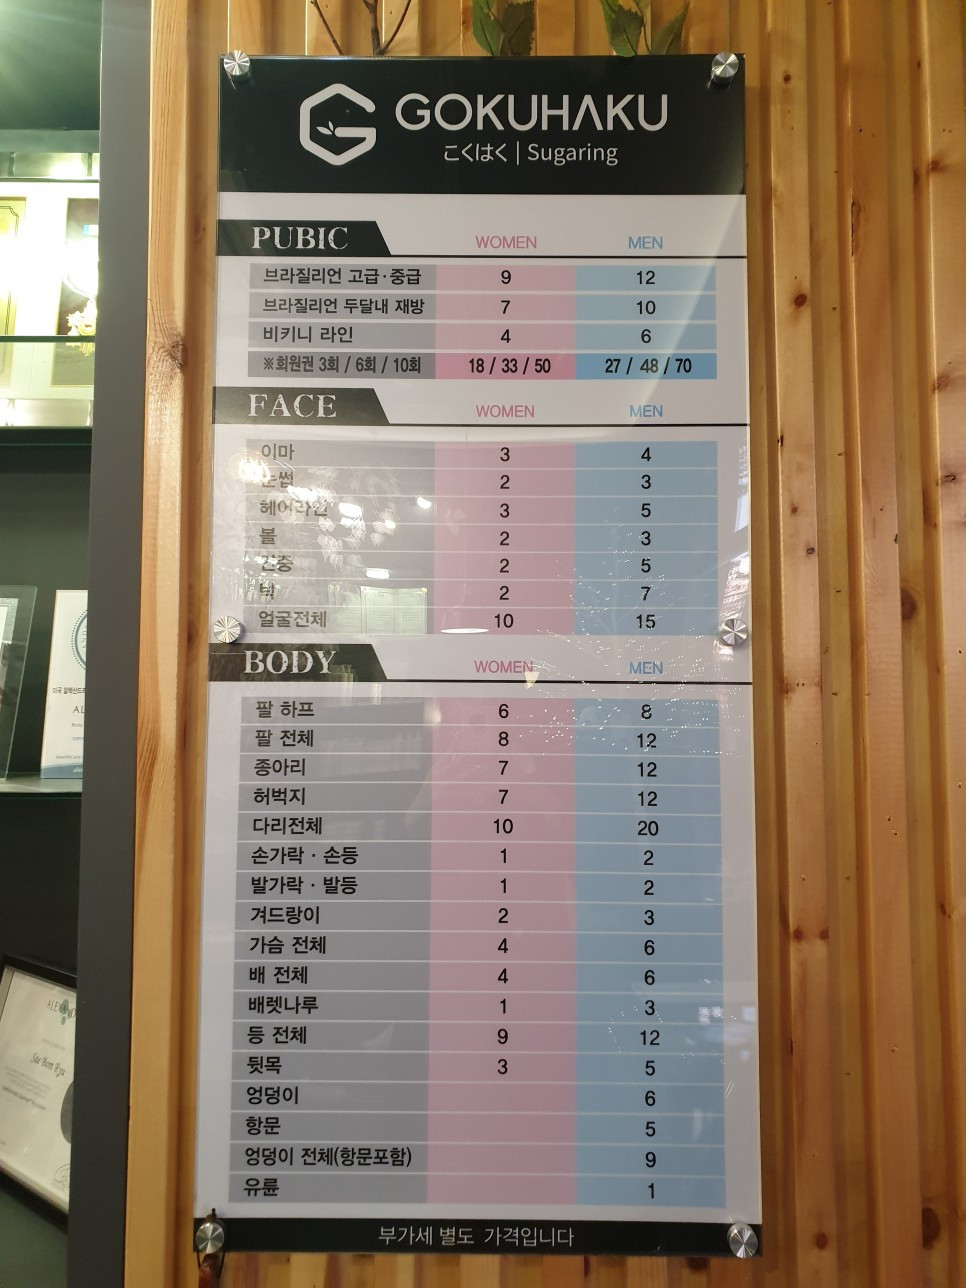 GOKUHAKU
こくはく | Sugaring
PUBIC WOMEN MEN
브라질리언 고급·중급 9 12
브라질리언 두달내 재방 7 10
비키니 라인 4 6
※회원권 3회 / 6회 / 10회 18 / 33 / 50 27 / 48 / 70
FACE WOMEN MEN
이마 3 4
눈썹 2 3
헤어라인 3 5
볼 2 3
인중 2 5
턱 2 7
얼굴전체 10 15
BODY WOMEN MEN
팔 하프 6 8
팔 전체 8 12
종아리 7 12
허벅지 7 12
다리전체 10 20
손가락 · 손등 1 2
발가락 · 발등 1 2
겨드랑이 2 3
가슴 전체 4 6
배 전체 4 6
배렛나루 1 3
등 전체 9 12
뒷목 3 5
엉덩이 6
항문 5
엉덩이 전체(항문포함) 9
유륜 1
부가세 별도 가격입니다
Sae Bom Ryu